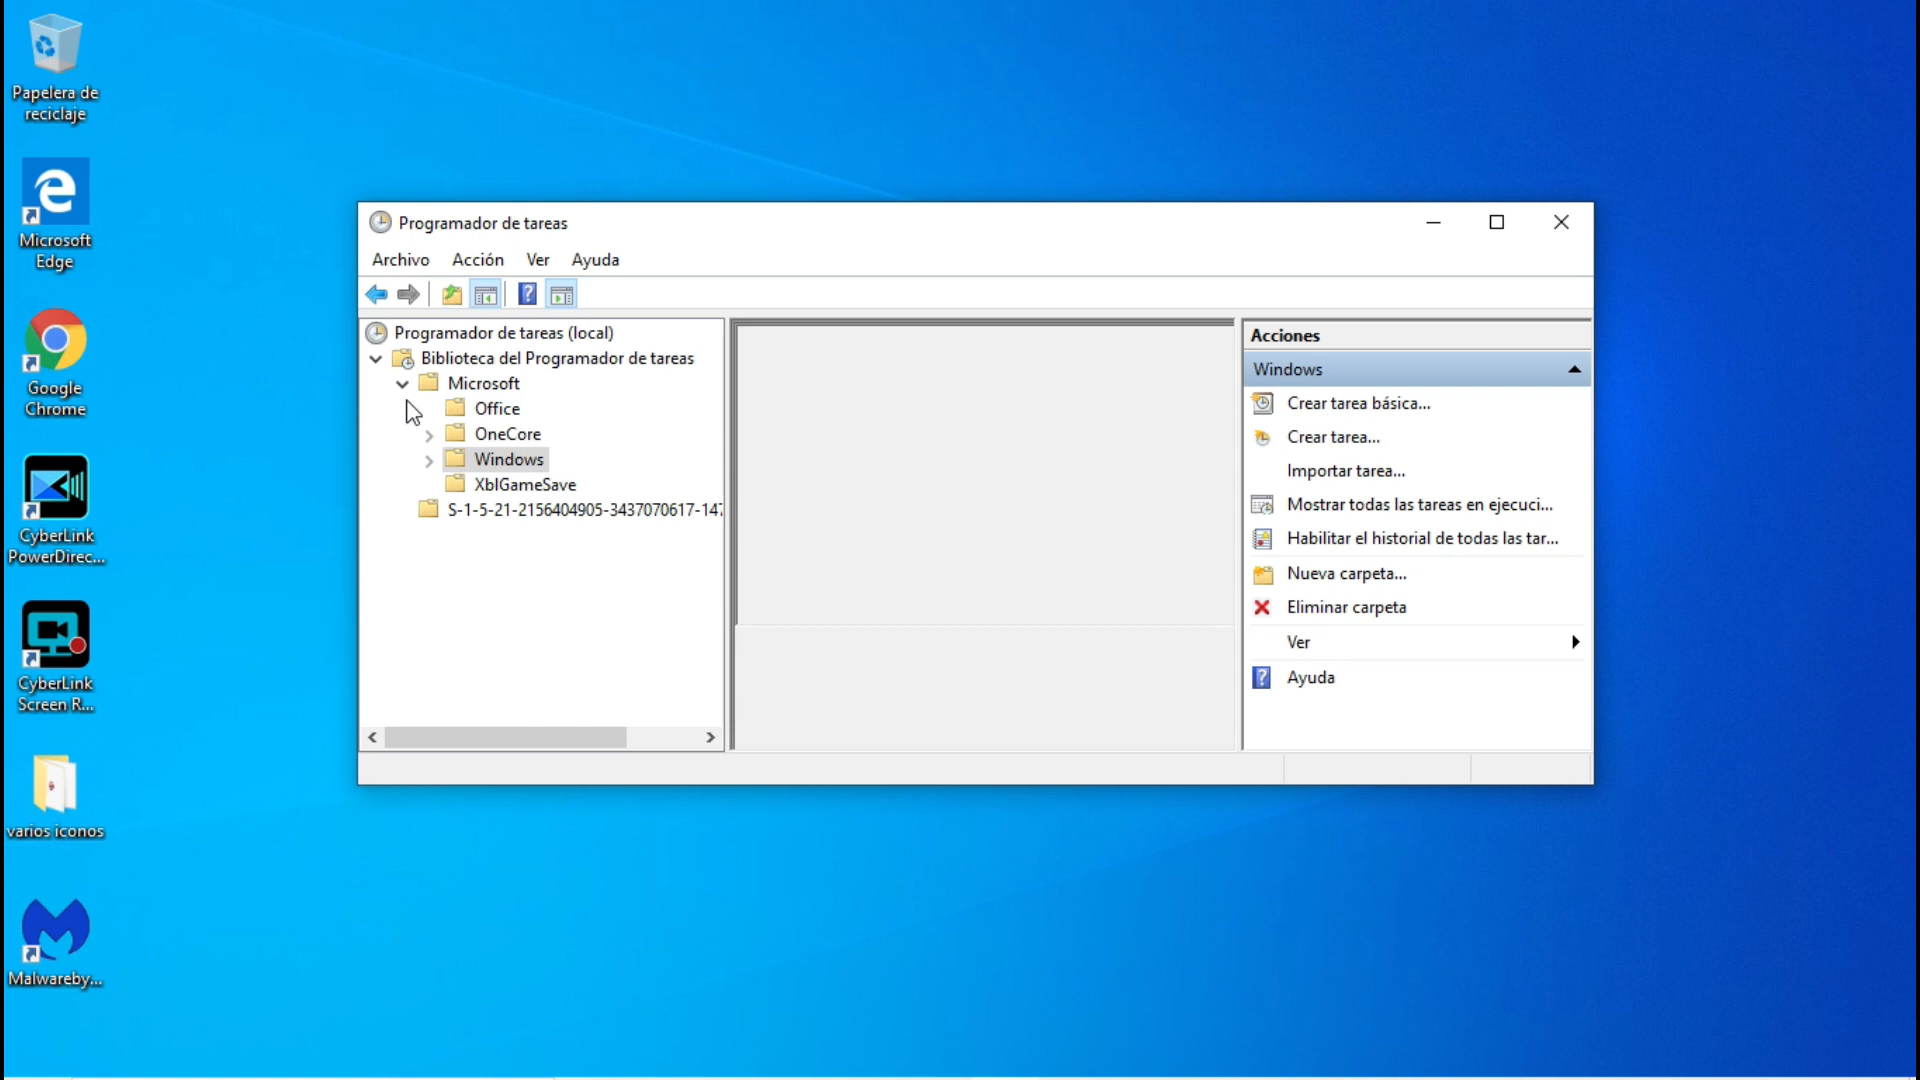 Papelera de
reciclaje
Microsoft
Edge
Google
Chrome
CyberLink
PowerDirec...
CyberLink
Screen R...
varios iconos
Malwareby...
Programador de tareas
Archivo Acción Ver Ayuda
Programador de tareas (local)
Biblioteca del Programador de tareas
Microsoft
Office
OneCore
Windows
XblGameSave
S-1-5-21-2156404905-3437070617-147
Acciones
Windows
Crear tarea básica...
Crear tarea...
Importar tarea...
Mostrar todas las tareas en ejecuci...
Habilitar el historial de todas las tar...
Nueva carpeta...
Eliminar carpeta
Ver
Ayuda